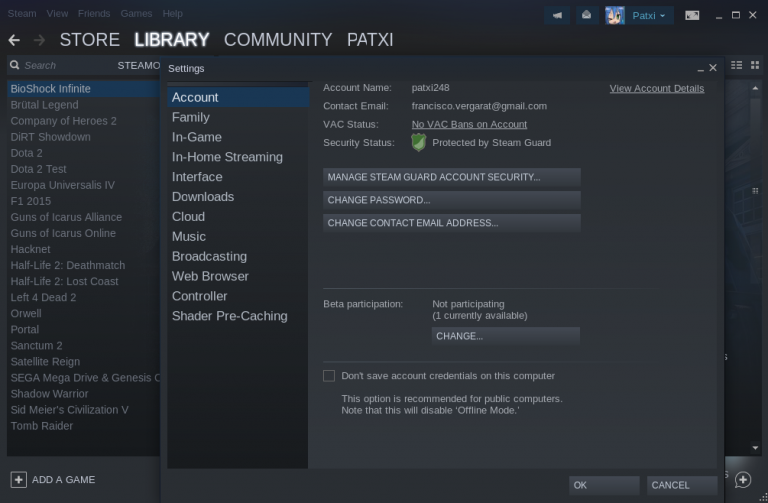 Steam View Friends Games Help
Patxi
STORE LIBRARY COMMUNITY PATXI
Search STEAMO
Settings
BioShock Infinite
Brütal Legend
Company of Heroes 2
DiRT Showdown
Dota 2
Dota 2 Test
Europa Universalis IV
F1 2015
Guns of Icarus Alliance
Guns of Icarus Online
Hacknet
Half-Life 2: Deathmatch
Half-Life 2: Lost Coast
Left 4 Dead 2
Orwell
Portal
Sanctum 2
Satellite Reign
SEGA Mega Drive & Genesis C
Shadow Warrior
Sid Meier's Civilization V
Tomb Raider
ADD A GAME
Account
Family
In-Game
In-Home Streaming
Interface
Downloads
Cloud
Music
Broadcasting
Web Browser
Controller
Shader Pre-Caching
Account Name: patxi248 View Account Details
Contact Email: francisco.vergarat@gmail.com
VAC Status: No VAC Bans on Account
Security Status: Protected by Steam Guard
MANAGE STEAM GUARD ACCOUNT SECURITY...
CHANGE PASSWORD...
CHANGE CONTACT EMAIL ADDRESS...
Beta participation: Not participating
(1 currently available)
CHANGE...
Don't save account credentials on this computer
This option is recommended for public computers.
Note that this will disable 'Offline Mode.'
OK CANCEL